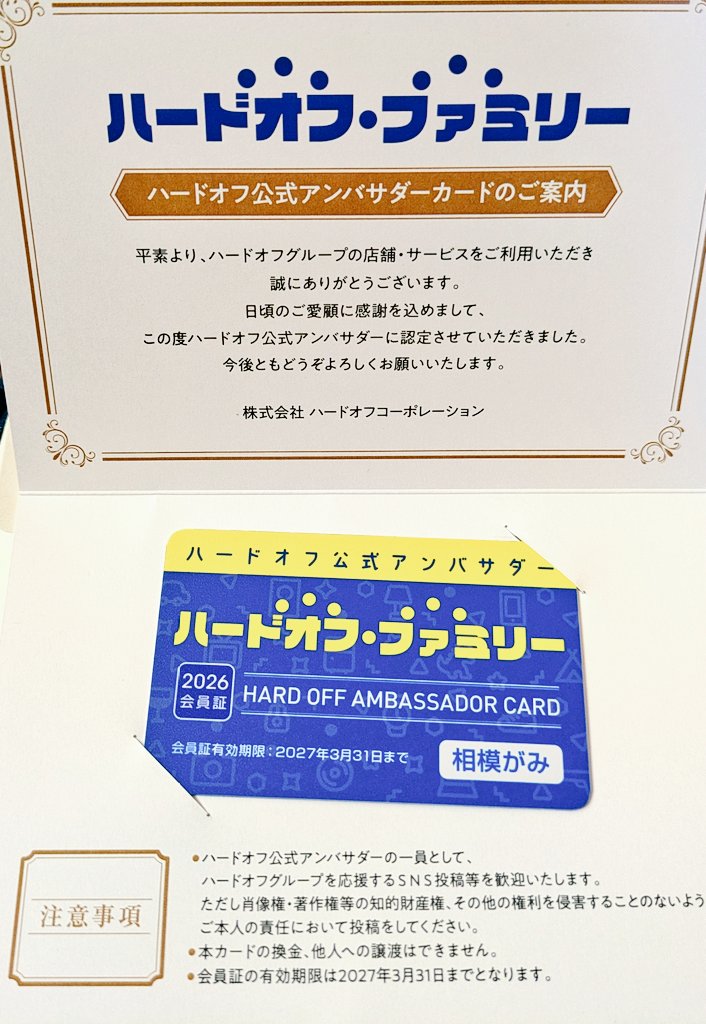 ハードオフ・ファミリー
ハードオフ公式アンバサダーカードのご案内
平素より、ハードオフグループの店舗・サービスをご利用いただき
誠にありがとうございます。
日頃のご愛顧に感謝を込めまして、
この度ハードオフ公式アンバサダーに認定させていただきました。
今後ともどうぞよろしくお願いいたします。
株式会社 ハードオフコーポレーション
ハードオフ公式アンバサダー
ハードオフ・ファミリー
2026
会員証
HARD OFF AMBASSADOR CARD
会員証有効期限：2027年3月31日まで
相模がみ
注意事項
●ハードオフ公式アンバサダーの一員として、
ハードオフグループを応援するSNS投稿等を歓迎いたします。
ただし肖像権・著作権等の知的財産権、その他の権利を侵害することのないよう
ご本人の責任において投稿をしてください。
●本カードの換金、他人への譲渡はできません。
●会員証の有効期限は2027年3月31日までとなります。